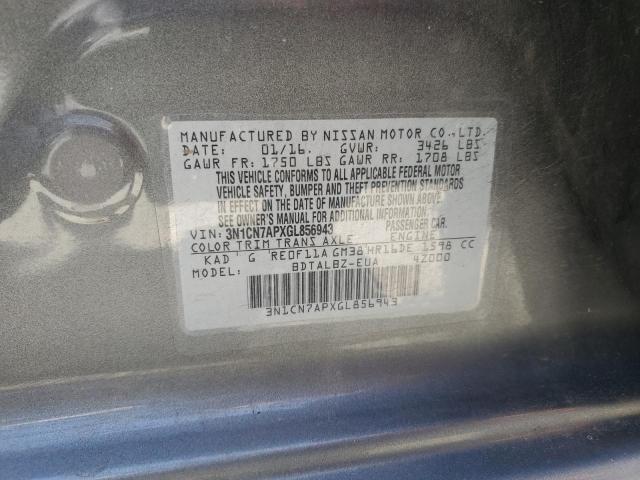 MANUFACTURED BY NISSAN MOTOR CO.,LTD.
DATE: 01/16. GVWR: 3426 LBS
GAWR FR: 1750 LBS GAWR RR: 1708 LBS
THIS VEHICLE CONFORMS TO ALL APPLICABLE FEDERAL MOTOR
VEHICLE SAFETY, BUMPER AND THEFT PREVENTION STANDARDS
IN EFFECT ON THE DATE OF MANUFACTURE SHOWN ABOVE.
SEE OWNER'S MANUAL FOR ADDITIONAL INFORMATION.
VIN: 3N1CN7APXGL856943 PASSENGER CAR.
COLOR TRIM TRANS AXLE ENGINE
KAD G RE0F11A GM38 HR16DE 1598 CC
MODEL: BDTALBZ-EUA 4Z000
3N1CN7APXGL856943